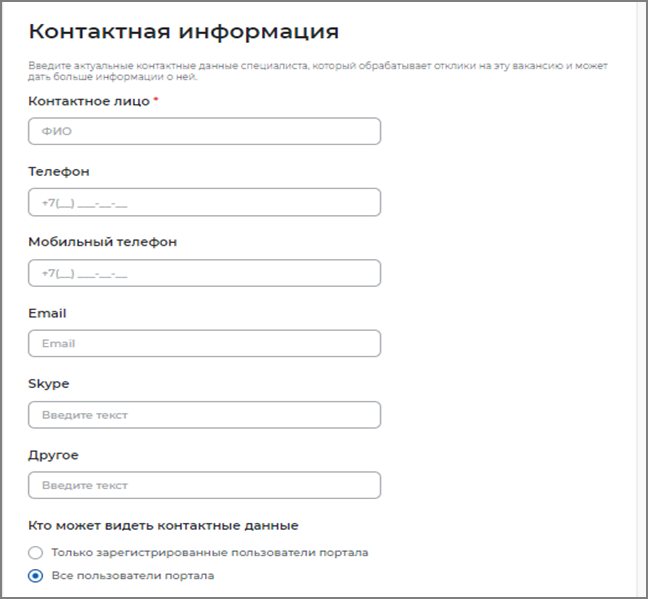 Контактная информация
Введите актуальные контактные данные специалиста, который обрабатывает отклики на эту вакансию и может
дать больше информации о ней.
Контактное лицо *
ФИО
Телефон
+7(__) ___-__-__
Мобильный телефон
+7(__) ___-__-__
Email
Email
Skype
Введите текст
Другое
Введите текст
Кто может видеть контактные данные
Только зарегистрированные пользователи портала
Все пользователи портала